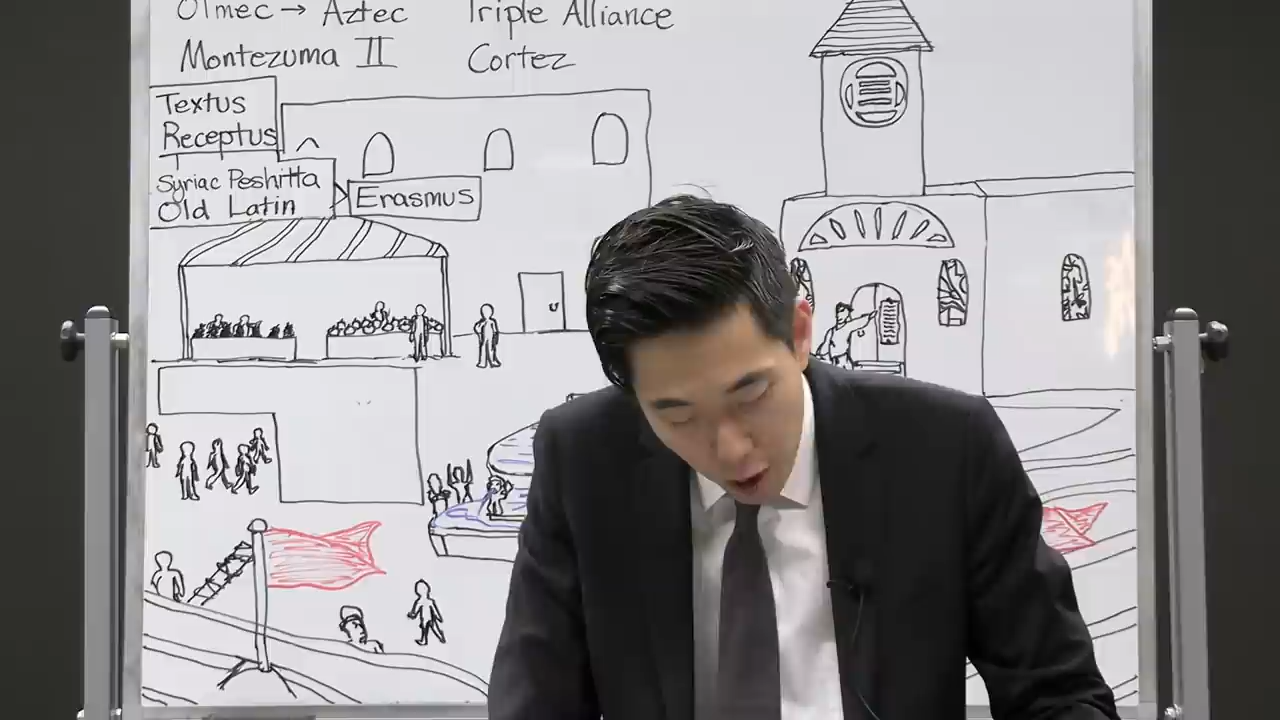 Olmec → Aztec Triple Alliance
Montezuma II Cortez
Textus
Receptus
Syriac Peshitta
Old Latin
Erasmus